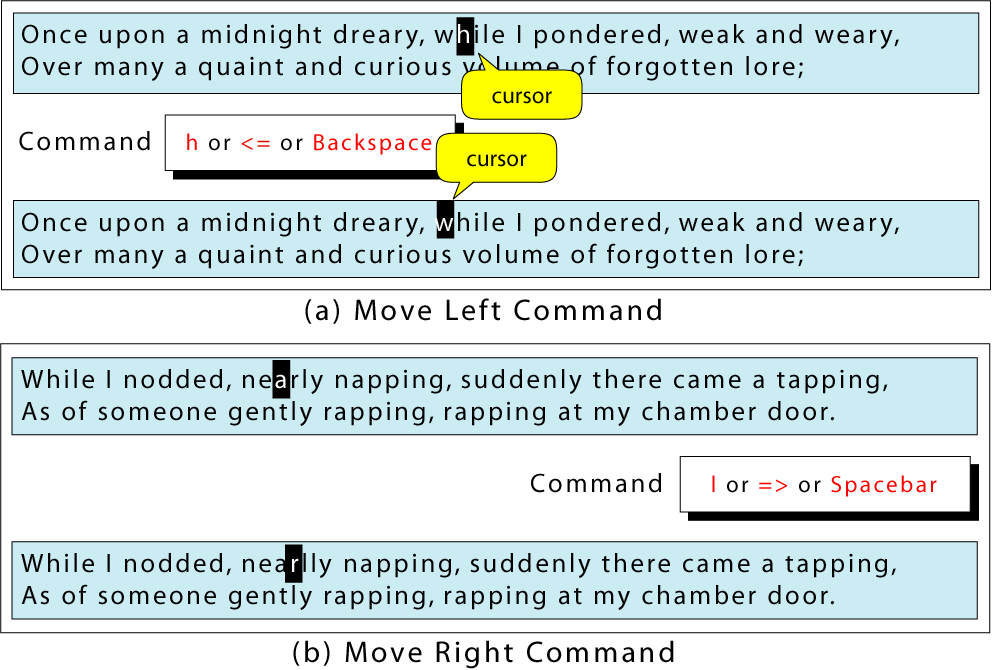 Once upon a midnight dreary, while I pondered, weak and weary,
Over many a quaint and curious volume of forgotten lore;
cursor
Command h or <= or Backspace
cursor
Once upon a midnight dreary, while I pondered, weak and weary,
Over many a quaint and curious volume of forgotten lore;
(a) Move Left Command
While I nodded, nearly napping, suddenly there came a tapping,
As of someone gently rapping, rapping at my chamber door.
Command l or => or Spacebar
While I nodded, nearlly napping, suddenly there came a tapping,
As of someone gently rapping, rapping at my chamber door.
(b) Move Right Command